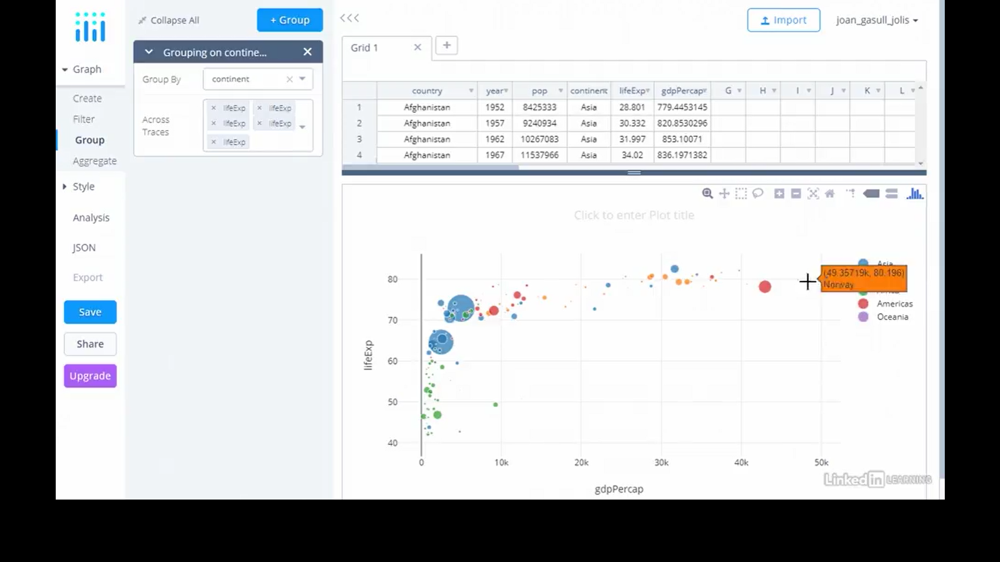 Collapse All
+ Group
Import
joan_gasull_jolis
Graph
Create
Filter
Group
Aggregate
Style
Analysis
JSON
Export
Save
Share
Upgrade
Grouping on contine...
Group By
continent
Across
Traces
lifeExp lifeExp
lifeExp lifeExp
lifeExp
Grid 1
country year pop continent lifeExp gdpPercap G H I J K L
1 Afghanistan 1952 8425333 Asia 28.801 779.4453145
2 Afghanistan 1957 9240934 Asia 30.332 820.8530296
3 Afghanistan 1962 10267083 Asia 31.997 853.10071
4 Afghanistan 1967 11537966 Asia 34.02 836.1971382
Click to enter Plot title
80
70
60
50
40
lifeExp
0 10k 20k 30k 40k 50k
gdpPercap
Asia
(49.35719k, 80.196)
Norway
Americas
Oceania
LinkedIn LEARNING